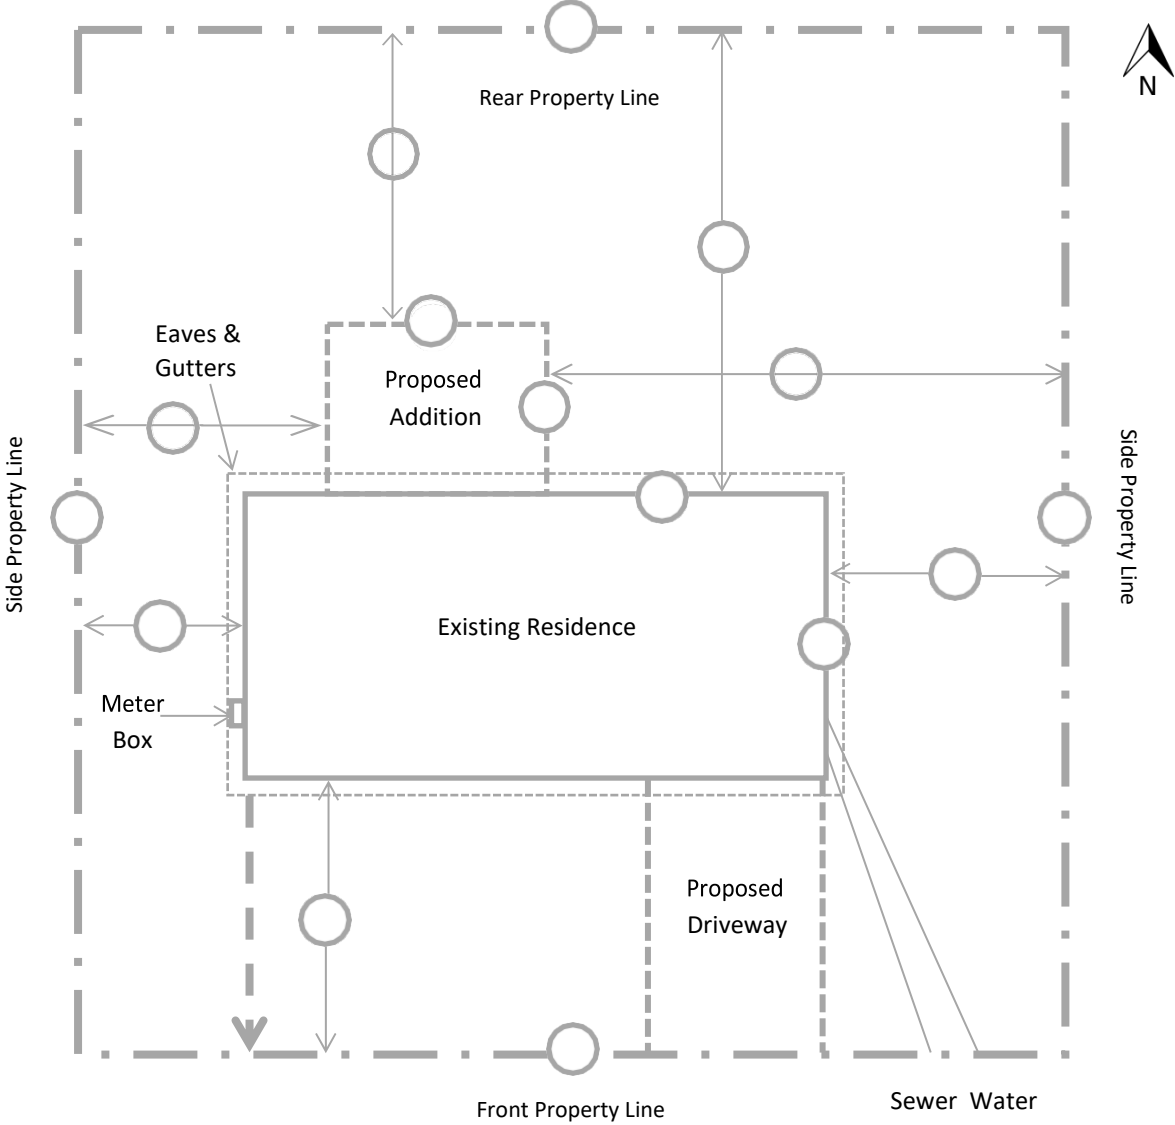 N
Rear Property Line
Eaves &
Gutters
Proposed
Addition
Side Property Line
Side Property Line
Existing Residence
Meter
Box
Proposed
Driveway
Sewer Water
Front Property Line